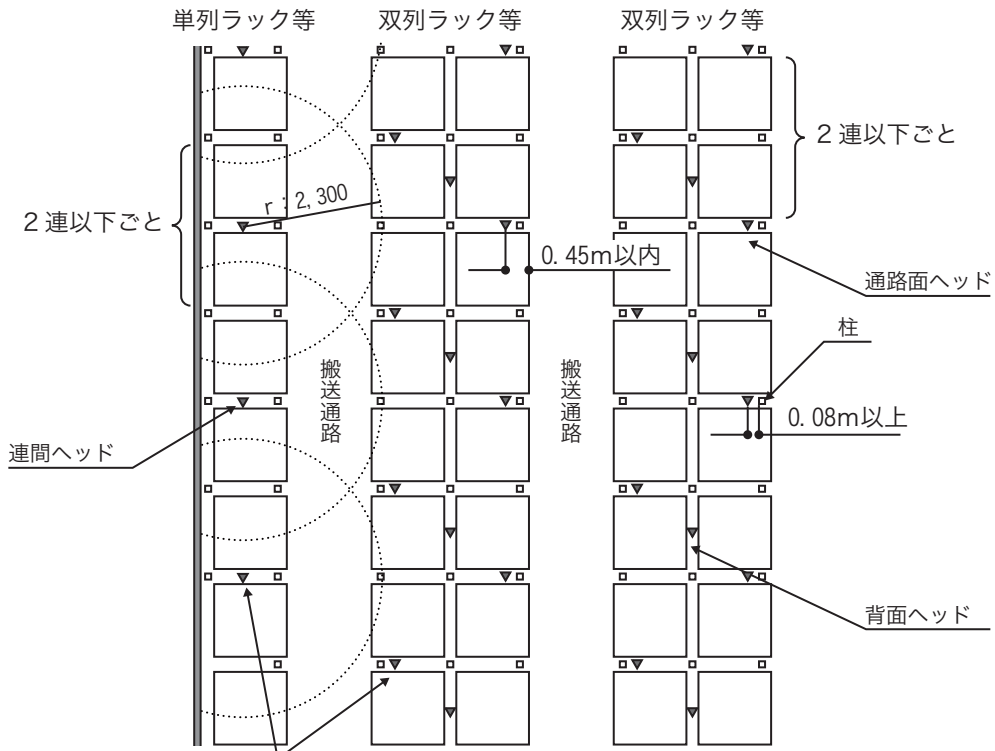 単列ラック等
双列ラック等
双列ラック等
2連以下ごと
2連以下ごと
r：2,300
0.45m以内
通路面ヘッド
柱
搬送通路
搬送通路
0.08m以上
連間ヘッド
背面ヘッド